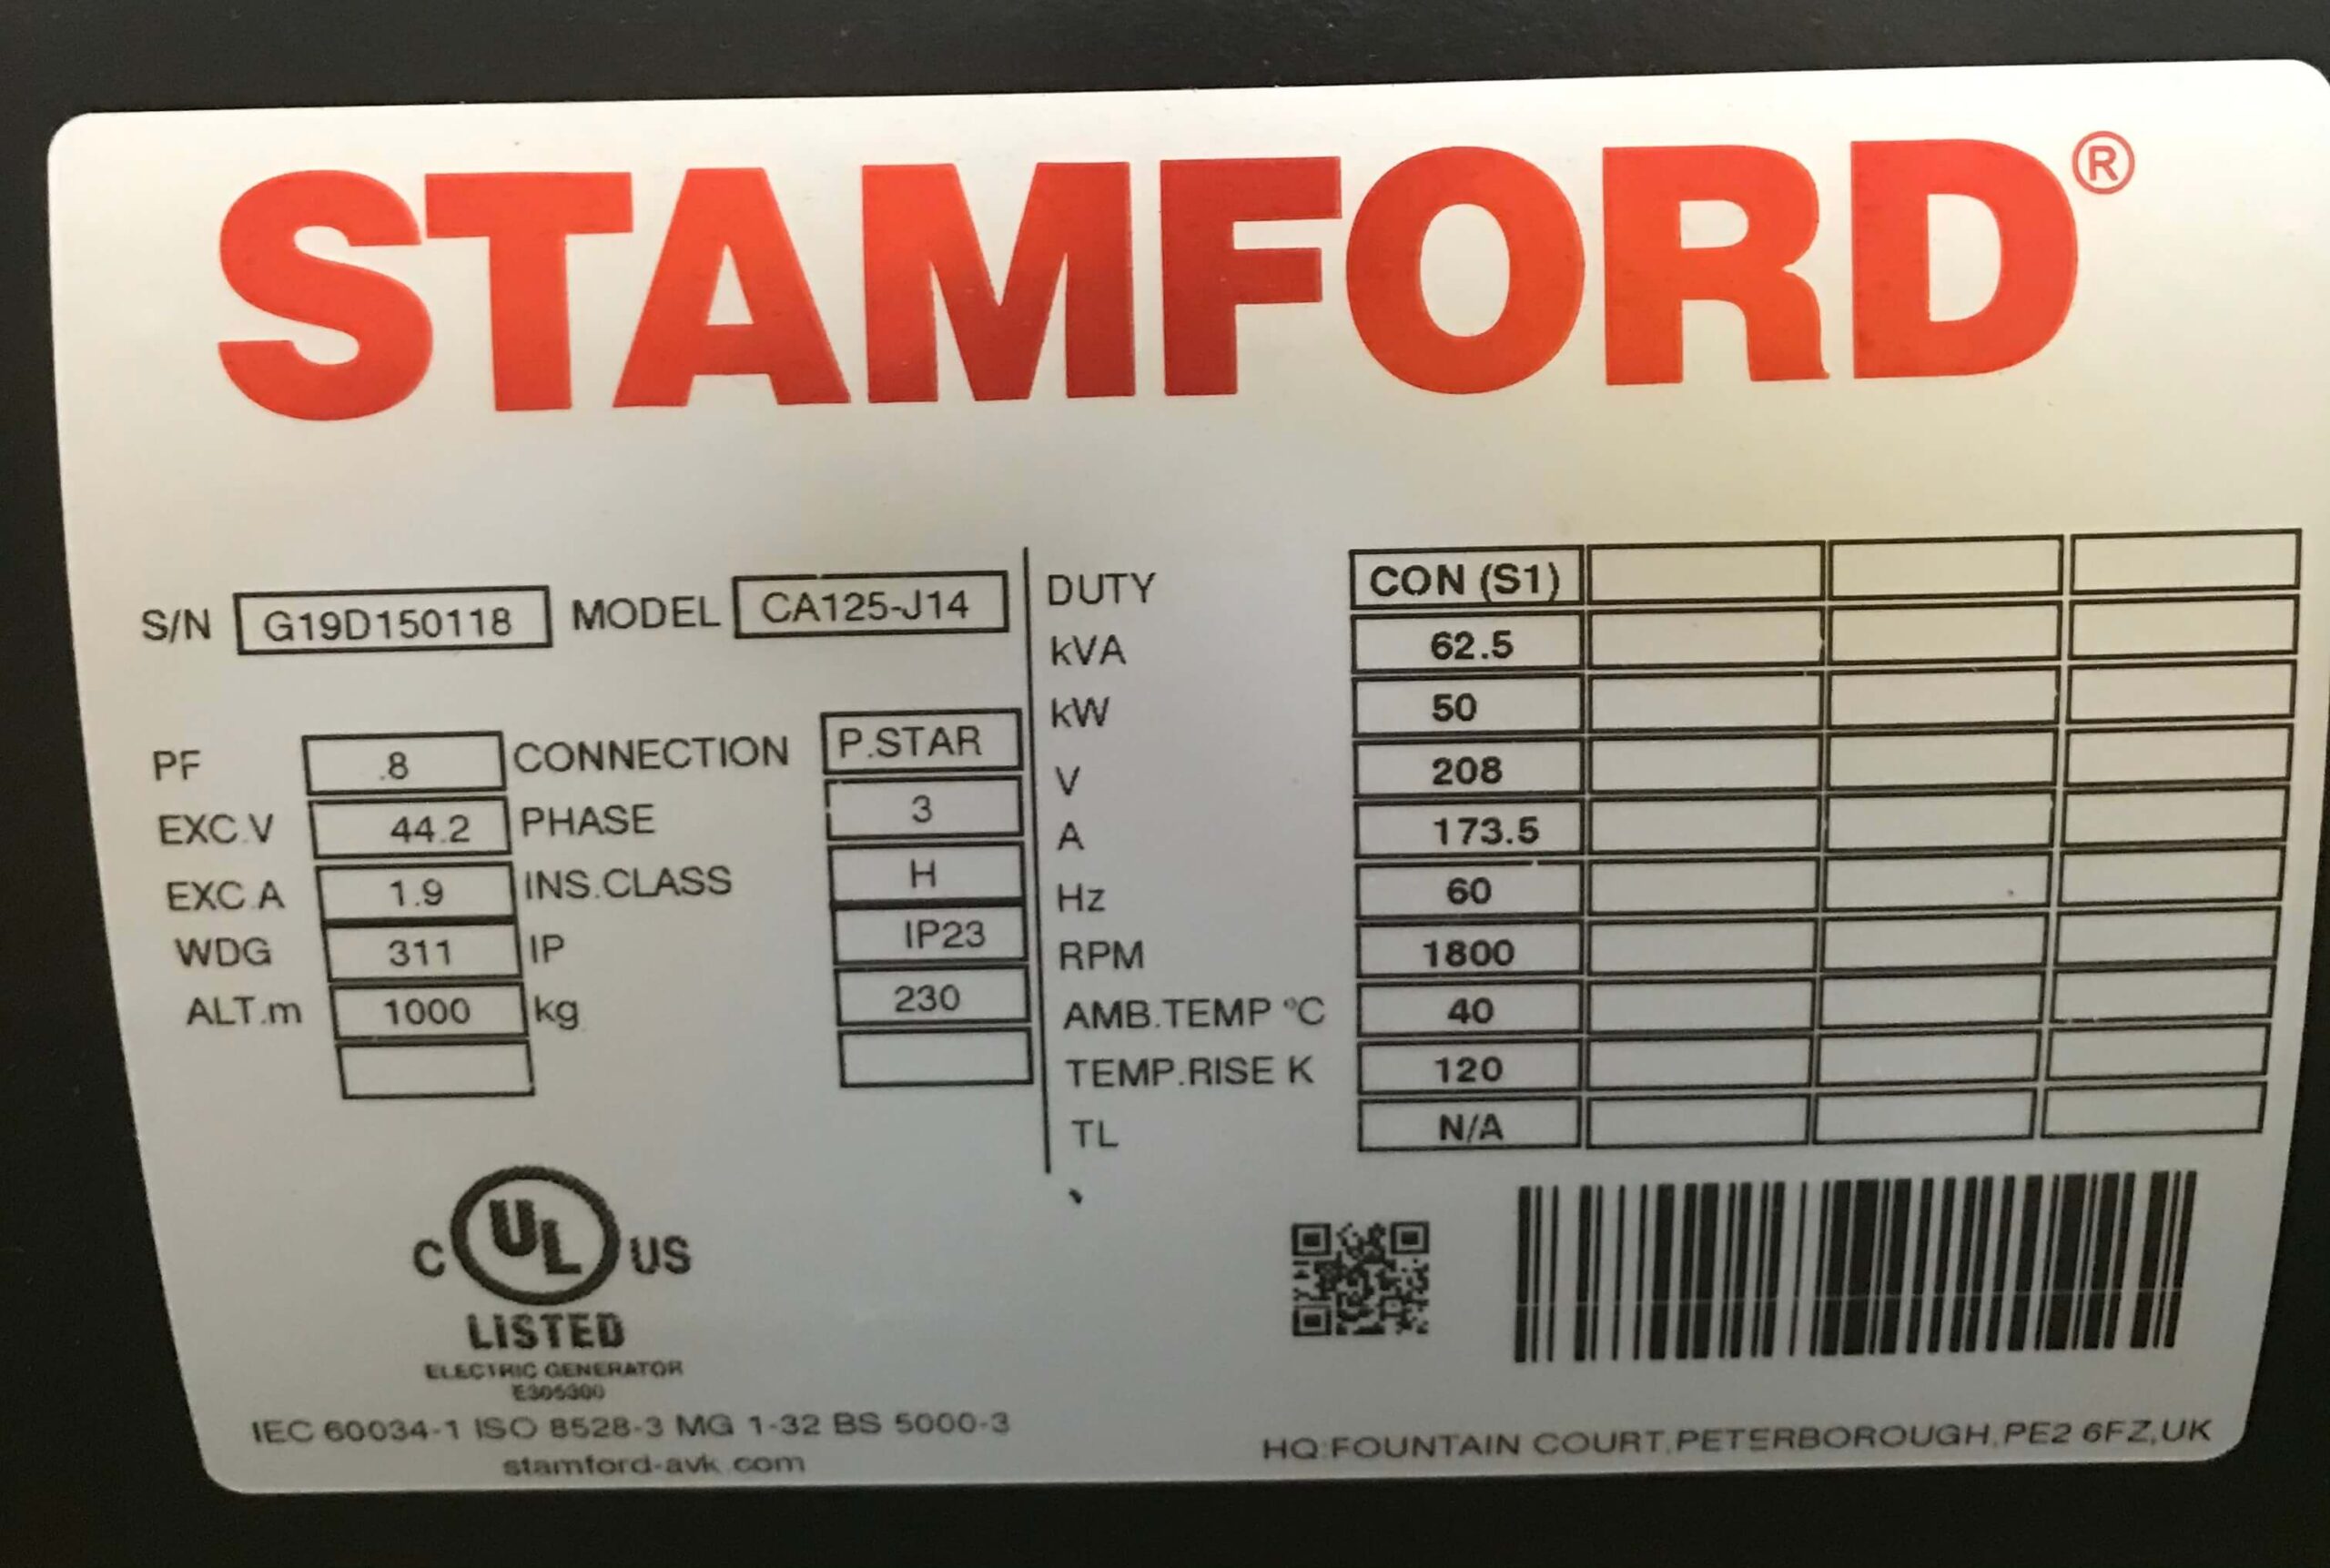 STAMFORD®
S/N G19D150118 MODEL CA125-J14
PF .8 CONNECTION P.STAR
EXC.V 44.2 PHASE 3
EXC.A 1.9 INS.CLASS H
WDG 311 IP IP23
ALT.m 1000 kg 230
DUTY CON (S1)
kVA 62.5
kW 50
V 208
A 173.5
Hz 60
RPM 1800
AMB.TEMP °C 40
TEMP.RISE K 120
TL N/A
C UL US
LISTED
ELECTRIC GENERATOR
E305300
IEC 60034-1 ISO 8528-3 MG 1-32 BS 5000-3
stamford-avk.com
HQ:FOUNTAIN COURT,PETERBOROUGH,PE2 6FZ,UK